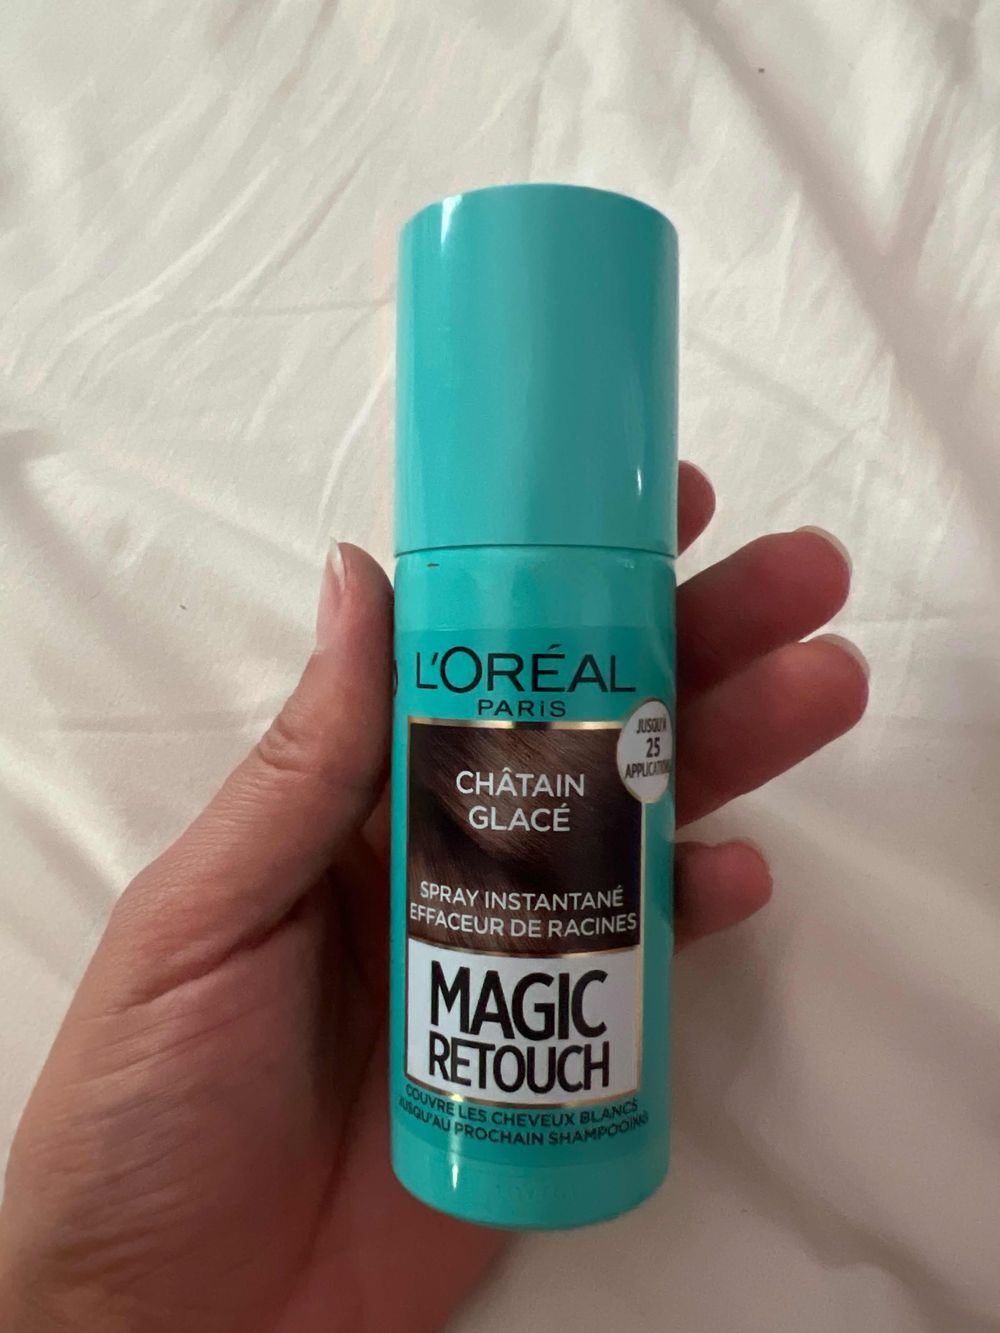 L'ORÉAL
PARIS
JUSQU'À
25
APPLICATIONS
CHÂTAIN
GLACÉ
SPRAY INSTANTANÉ
EFFACEUR DE RACINES
MAGIC
RETOUCH
COUVRE LES CHEVEUX BLANCS
JUSQU'AU PROCHAIN SHAMPOOING